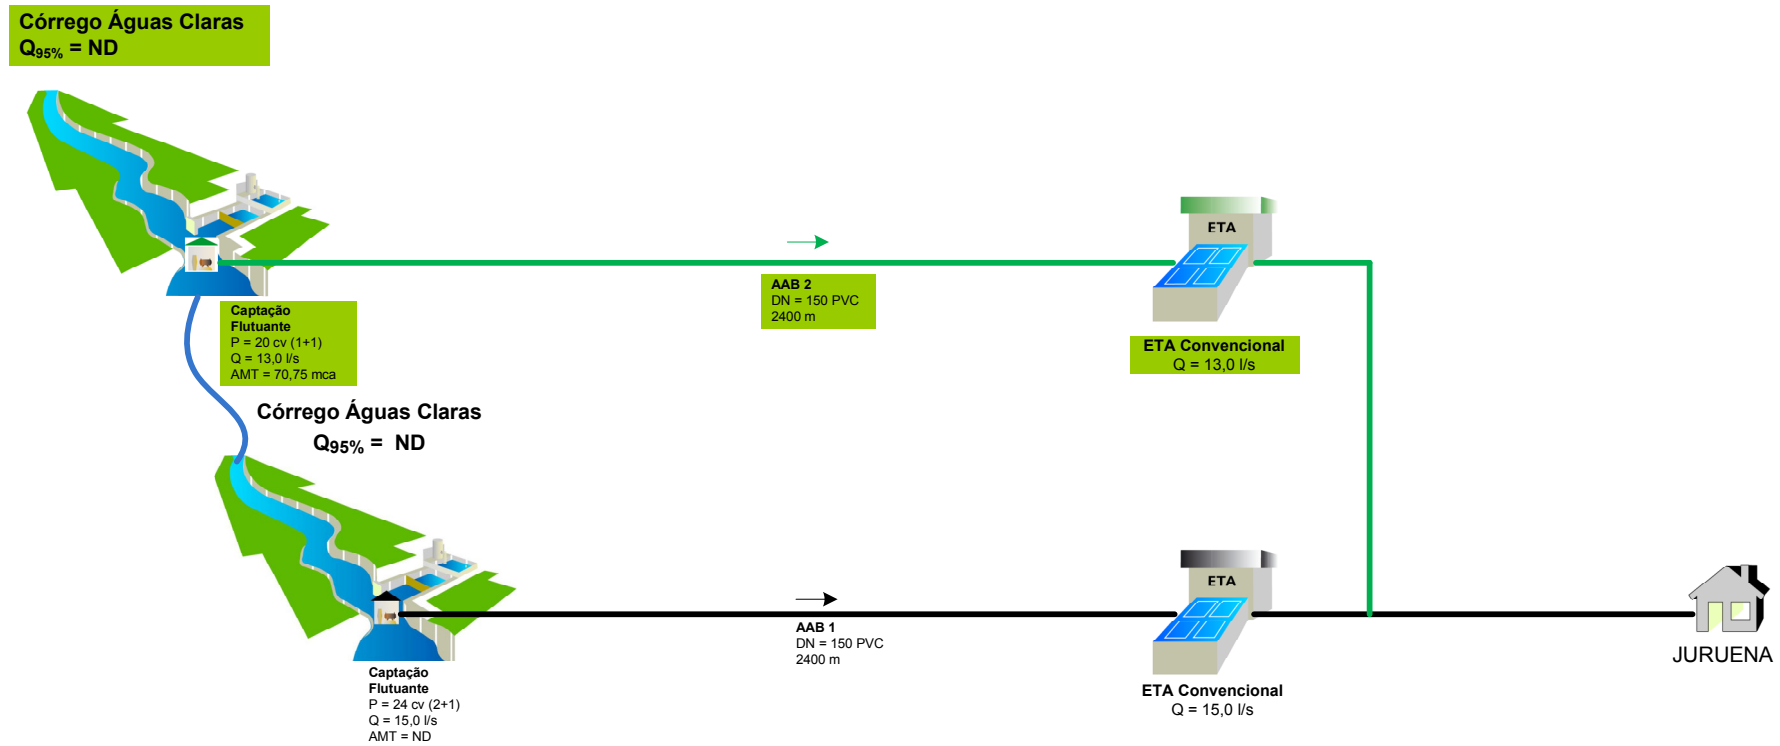 Córrego Águas Claras
Q95% = ND
ETA
AAB 2
DN = 150 PVC
2400 m
Captação
Flutuante
P = 20 cv (1+1)
Q = 13,0 l/s
AMT = 70,75 mca
ETA Convencional
Q = 13,0 l/s
Córrego Águas Claras
Q95% = ND
ETA
AAB 1
DN = 150 PVC
2400 m
JURUENA
Captação
Flutuante
P = 24 cv (2+1)
Q = 15,0 l/s
AMT = ND
ETA Convencional
Q = 15,0 l/s